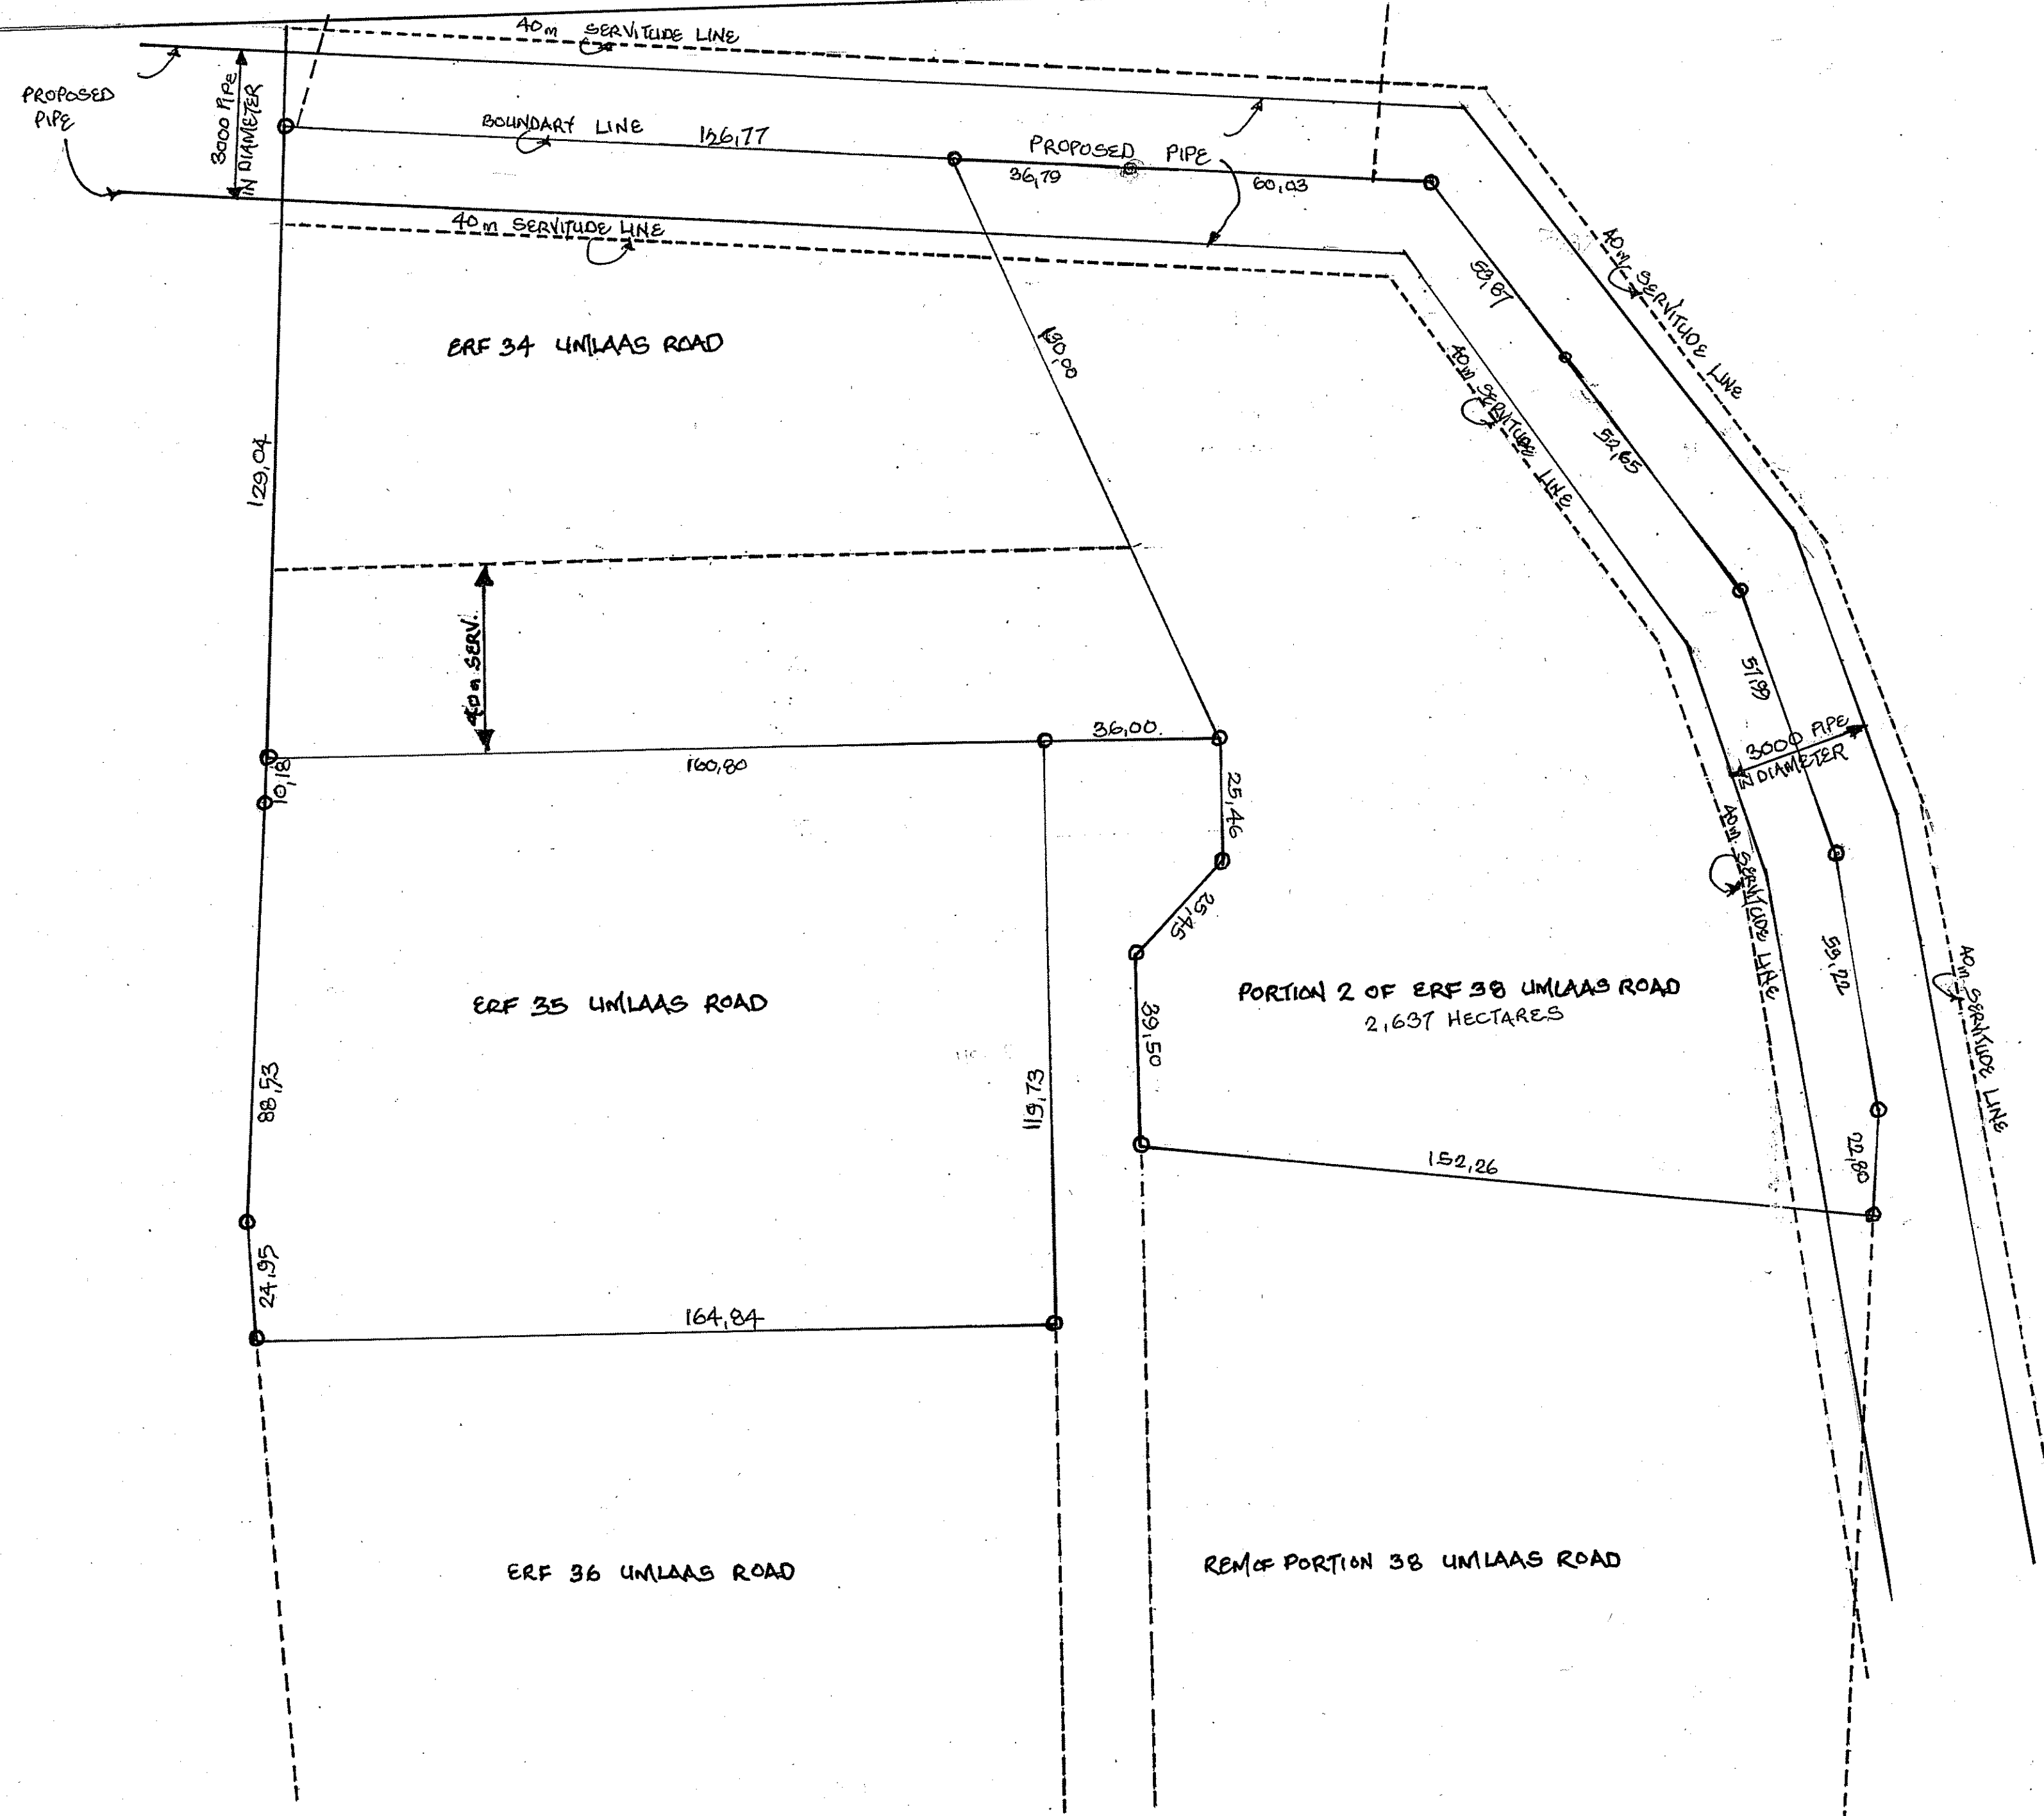 40m SERVITUDE LINE
PROPOSED
PIPE
3000 PIPE
IN DIAMETER
BOUNDARY LINE
126,77
PROPOSED PIPE
36,79
60,03
40m SERVITUDE LINE
40m SERVITUDE LINE
53,87
ERF 34 UMLAAS ROAD
190,00
40m SERVITUDE LINE
52,65
129,04
40m SERV.
57,99
36,00.
160,80
10,18
3000 PIPE
IN DIAMETER
25,46
25,45
40m SERVITUDE LINE
59,22
40m SERVITUDE LINE
ERF 35 UMLAAS ROAD
PORTION 2 OF ERF 38 UMLAAS ROAD
2,637 HECTARES
39,50
88,53
119,73
152,26
22,80
24,95
164,84
ERF 36 UMLAAS ROAD
REM OF PORTION 38 UMLAAS ROAD